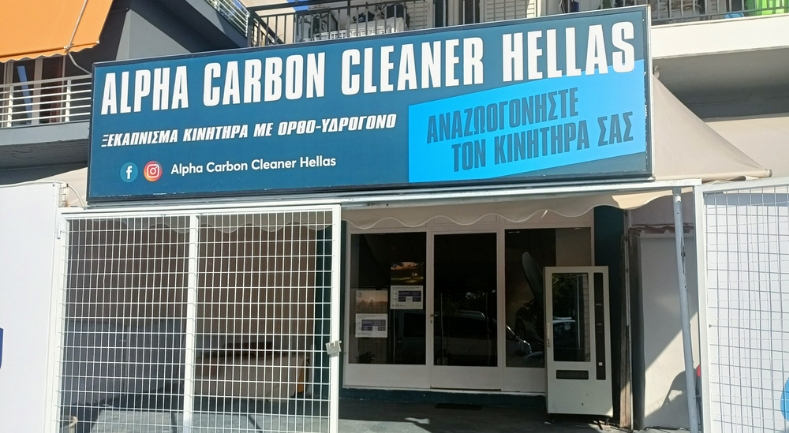 ALPHA CARBON CLEANER HELLAS
ΞΕΚΑΠΝΙΣΜΑ ΚΙΝΗΤΗΡΑ ΜΕ ΟΡΘΟ-ΥΔΡΟΓΟΝΟ
ΑΝΑΖΩΟΓΟΝΗΣΤΕ
ΤΟΝ ΚΙΝΗΤΗΡΑ ΣΑΣ
Alpha Carbon Cleaner Hellas